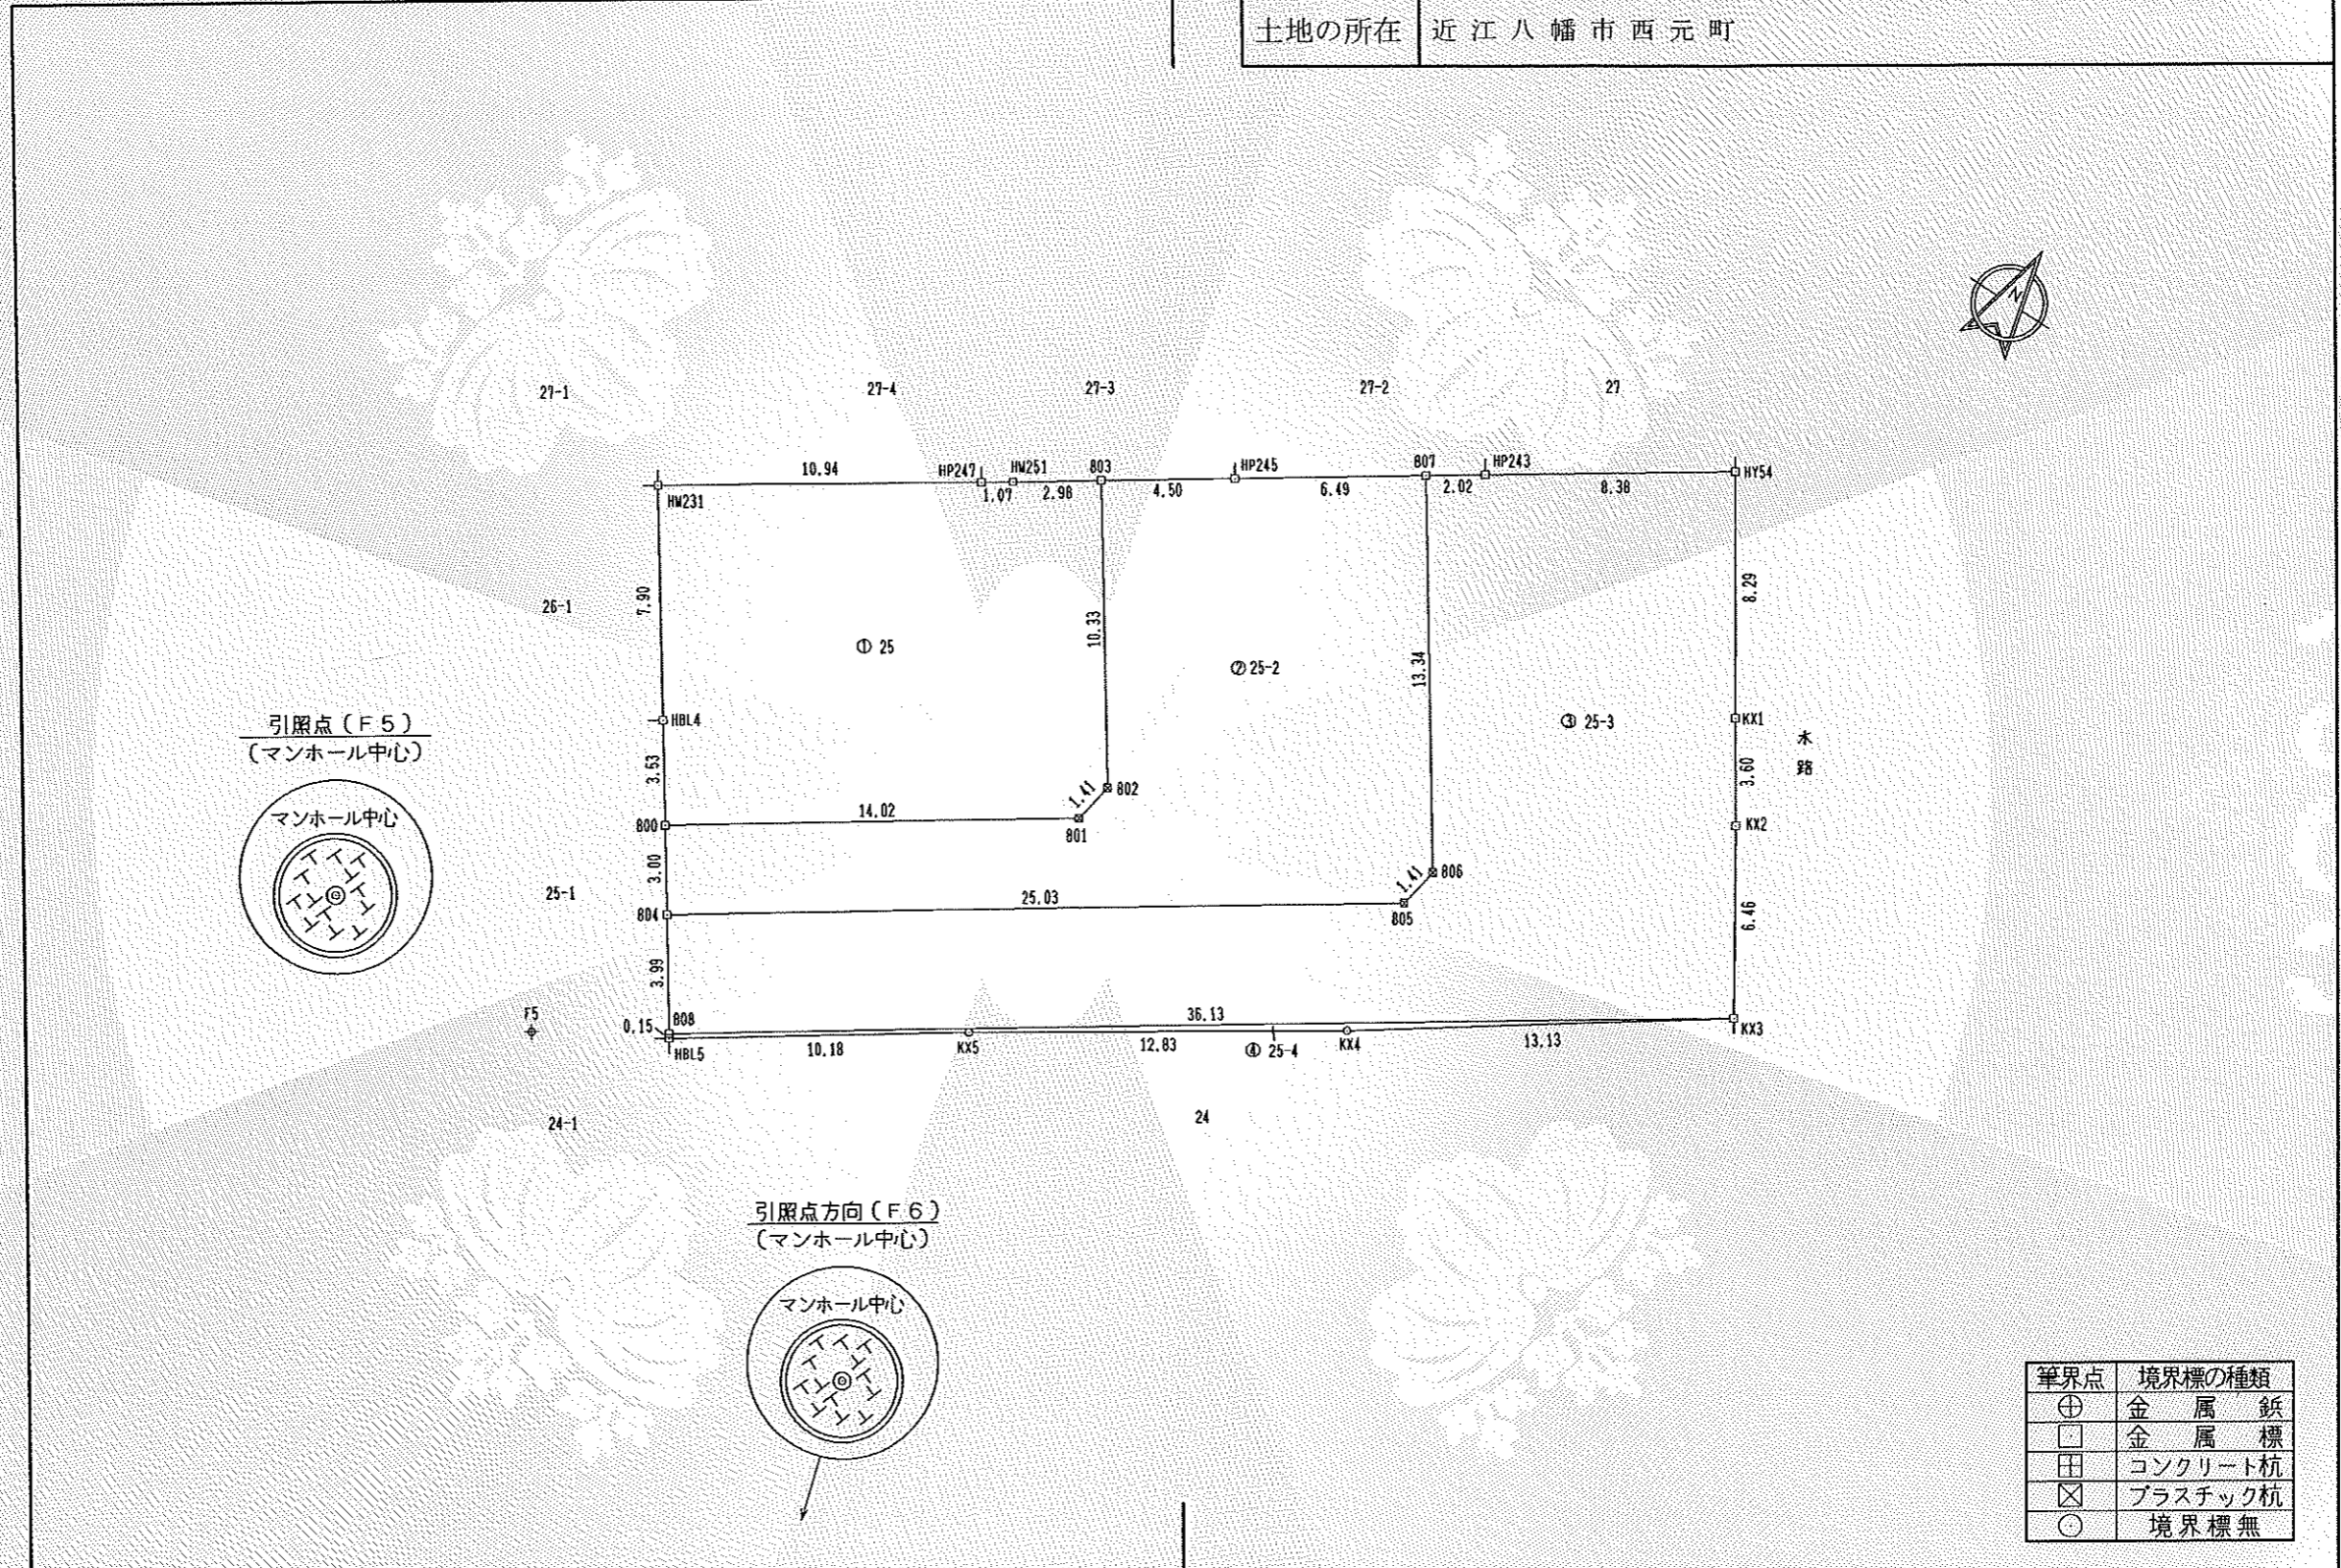 土地の所在 近江八幡市西元町
N
27-1 27-4 27-3 27-2 27
10.94 HP247 HW251 803 HP245 807 HP243 HY54
HW231 1.07 2.98 4.50 6.49 2.02 8.38
7.90 26-1 10.33 8.29
① 25
② 25-2 13.34
③ 25-3
HBL4 KX1
水路
引照点(F5)
(マンホール中心)
マンホール中心
3.53 1.41 802 3.60
800 14.02 801 KX2
3.00 1.41 806
25-1 804 25.03 805 6.46
3.99
F5 0.15 808 36.13 KX3
HBL5 10.18 KX5 12.83 ④ 25-4 KX4 13.13
24-1 24
引照点方向(F6)
(マンホール中心)
マンホール中心
筆界点 境界標の種類
金属鋲
金属標
コンクリート杭
プラスチック杭
境界標無